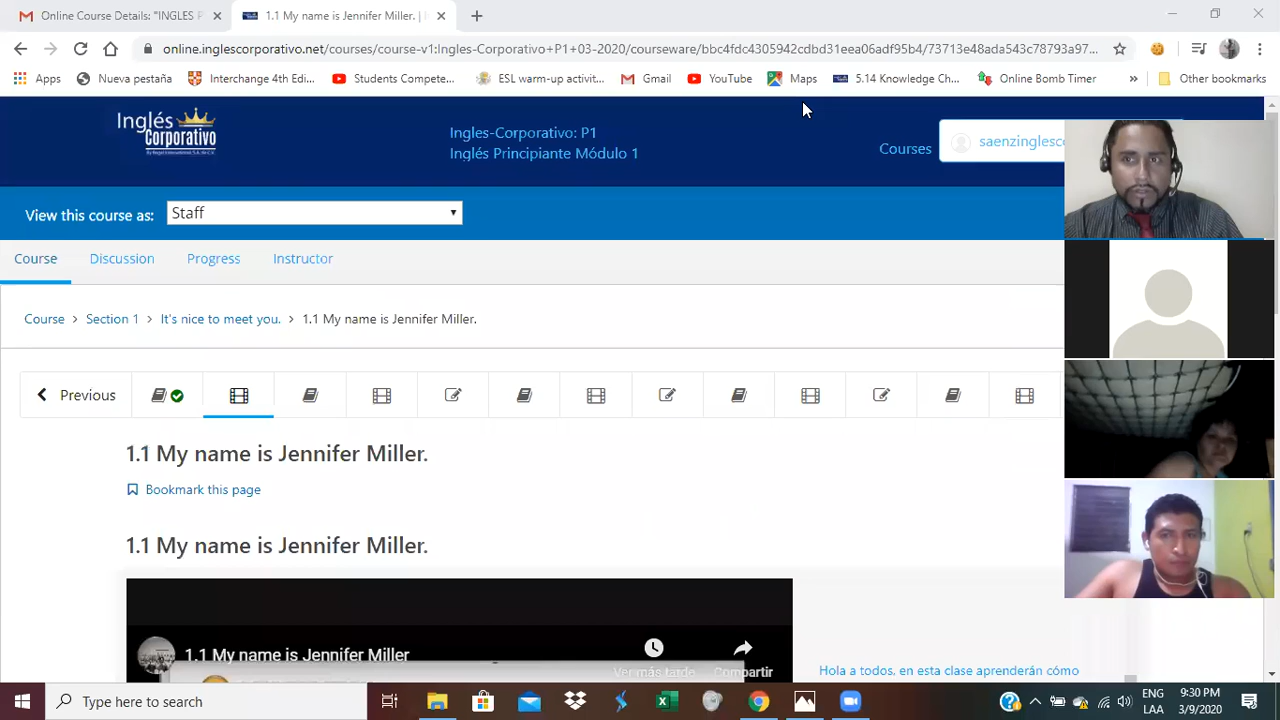 Online Course Details: "INGLES P
1.1 My name is Jennifer Miller. |
online.inglescorporativo.net/courses/course-v1:Ingles-Corporativo+P1+03-2020/courseware/bbc4fdc4305942cdbd31eea06adf95b4/73713e48ada543c78793a97...
Apps
Nueva pestaña
Interchange 4th Edi...
Students Compete...
ESL warm-up activit...
Gmail
YouTube
Maps
5.14 Knowledge Ch...
Online Bomb Timer
»
Other bookmarks
Inglés
Corporativo
Ingles-Corporativo: P1
Inglés Principiante Módulo 1
Courses
saenzinglesco
View this course as:
Staff
Course
Discussion
Progress
Instructor
Course > Section 1 > It's nice to meet you. > 1.1 My name is Jennifer Miller.
Previous
1.1 My name is Jennifer Miller.
Bookmark this page
1.1 My name is Jennifer Miller.
1.1 My name is Jennifer Miller
Ver más tarde
Compartir
Hola a todos, en esta clase aprenderán cómo
Type here to search
ENG
LAA
9:30 PM
3/9/2020